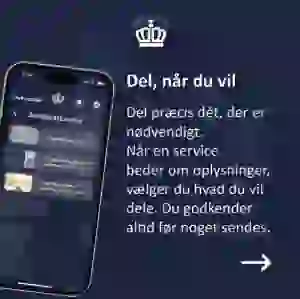 Del, når du vil
Del præcis det, der er
nødvendigt.
Når en service
beder om oplysninger,
vælger du hvad du vil
dele. Du godkender
altid før noget sendes.